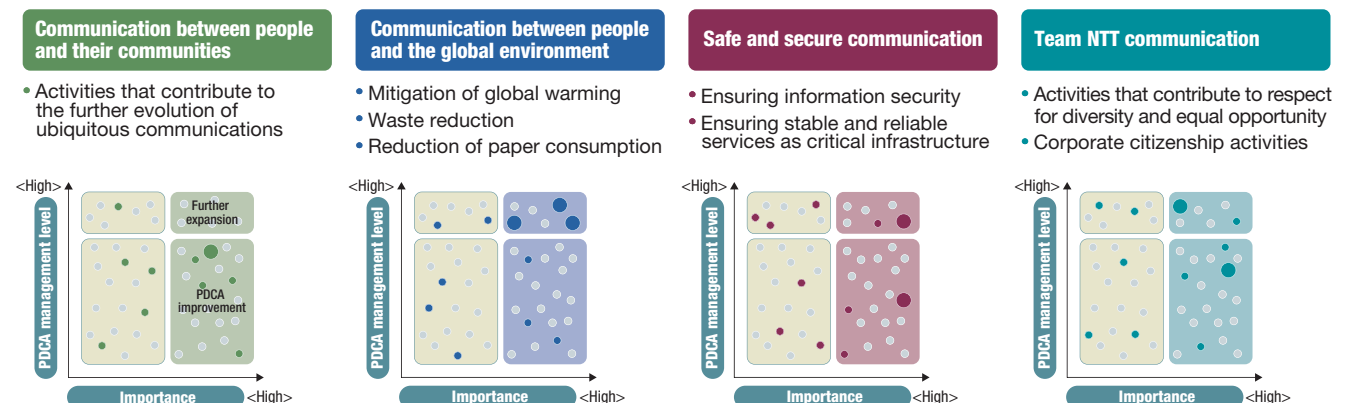 Communication between people
and their communities
• Activities that contribute to
the further evolution of
ubiquitous communications
<High>
PDCA management level
Further
expansion
PDCA
improvement
Importance
<High>
Communication between people
and the global environment
• Mitigation of global warming
• Waste reduction
• Reduction of paper consumption
<High>
PDCA management level
Importance
<High>
Safe and secure communication
• Ensuring information security
• Ensuring stable and reliable
services as critical infrastructure
<High>
PDCA management level
Importance
<High>
Team NTT communication
• Activities that contribute to respect
for diversity and equal opportunity
• Corporate citizenship activities
<High>
PDCA management level
Importance
<High>